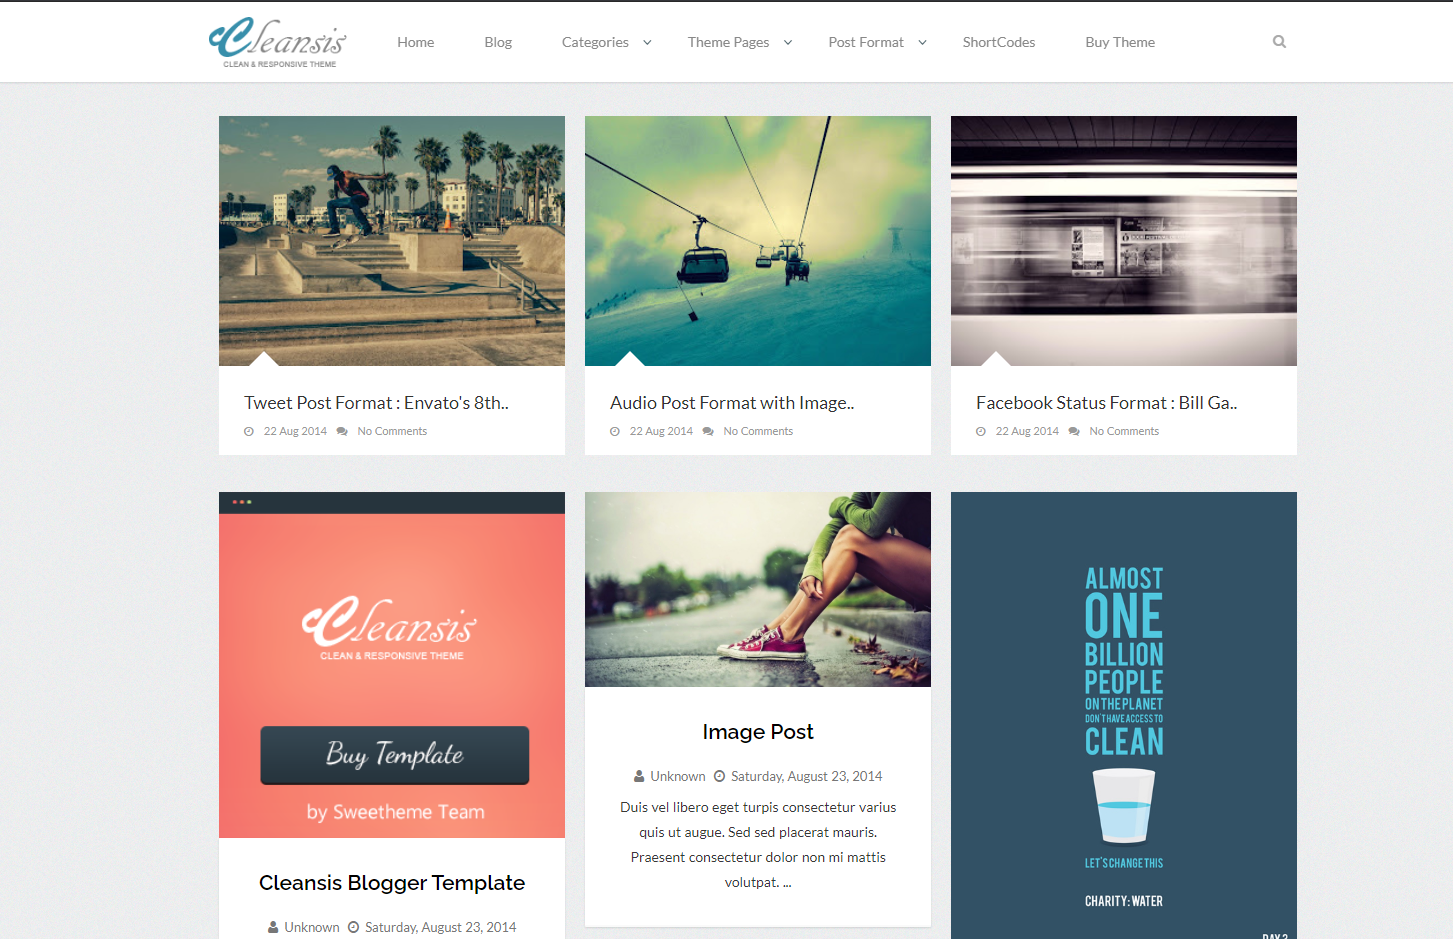 Cleansis
CLEAN & RESPONSIVE THEME
Home Blog Categories Theme Pages Post Format ShortCodes Buy Theme
Tweet Post Format : Envato's 8th..
22 Aug 2014 No Comments
Audio Post Format with Image..
22 Aug 2014 No Comments
Facebook Status Format : Bill Ga..
22 Aug 2014 No Comments
Cleansis
CLEAN & RESPONSIVE THEME
Buy Template
by Sweetheme Team
Cleansis Blogger Template
Unknown Saturday, August 23, 2014
Image Post
Unknown Saturday, August 23, 2014
Duis vel libero eget turpis consectetur varius
quis ut augue. Sed sed placerat mauris.
Praesent consectetur dolor non mi mattis
volutpat. ...
ALMOST
ONE
BILLION
PEOPLE
ON THE PLANET
DON'T HAVE ACCESS TO
CLEAN
LET'S CHANGE THIS
CHARITY: WATER